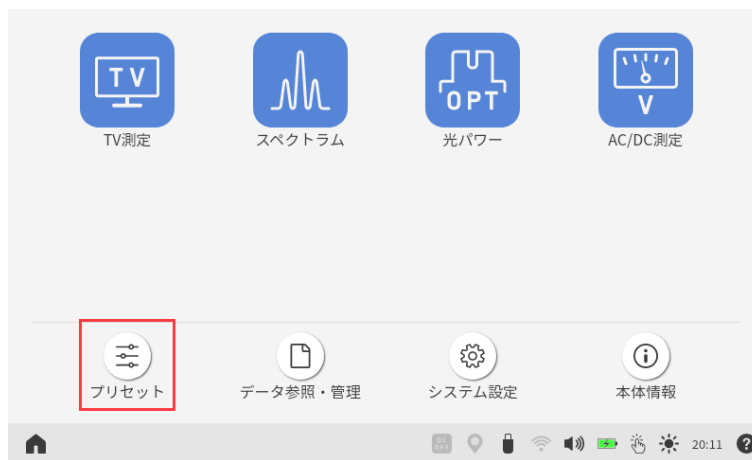 TV
OPT
V
TV測定
スペクトラム
光パワー
AC/DC測定
プリセット
データ参照・管理
システム設定
本体情報
DC
OFF
20:11
?